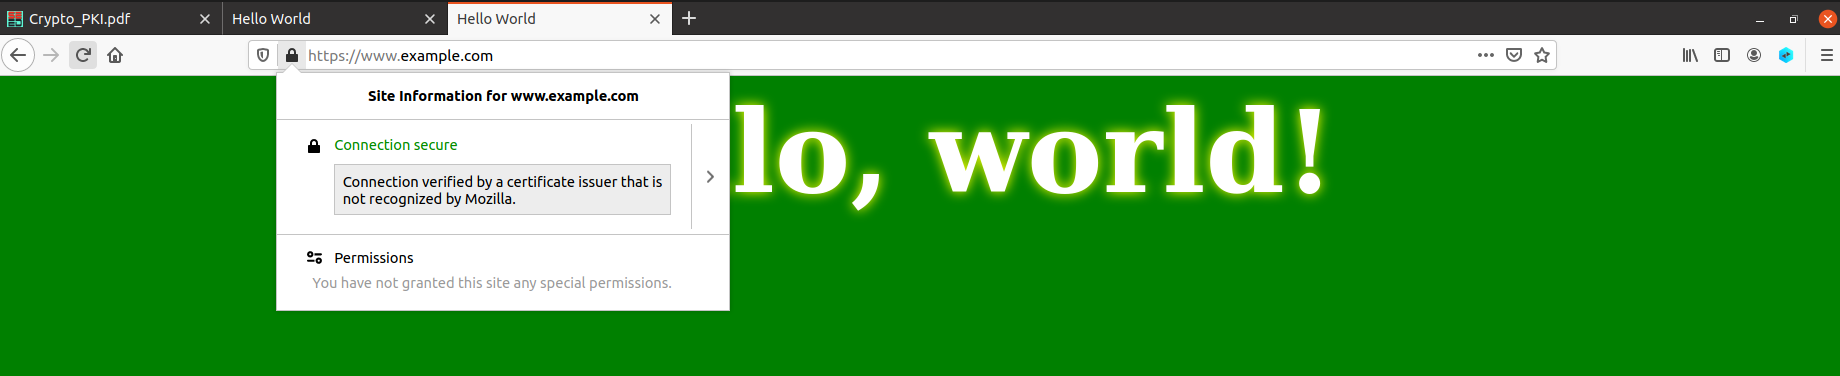 Crypto_PKI.pdf
Hello World
Hello World
https://www.example.com
Site Information for www.example.com
Connection secure
Connection verified by a certificate issuer that is
not recognized by Mozilla.
Permissions
You have not granted this site any special permissions.
lo, world!